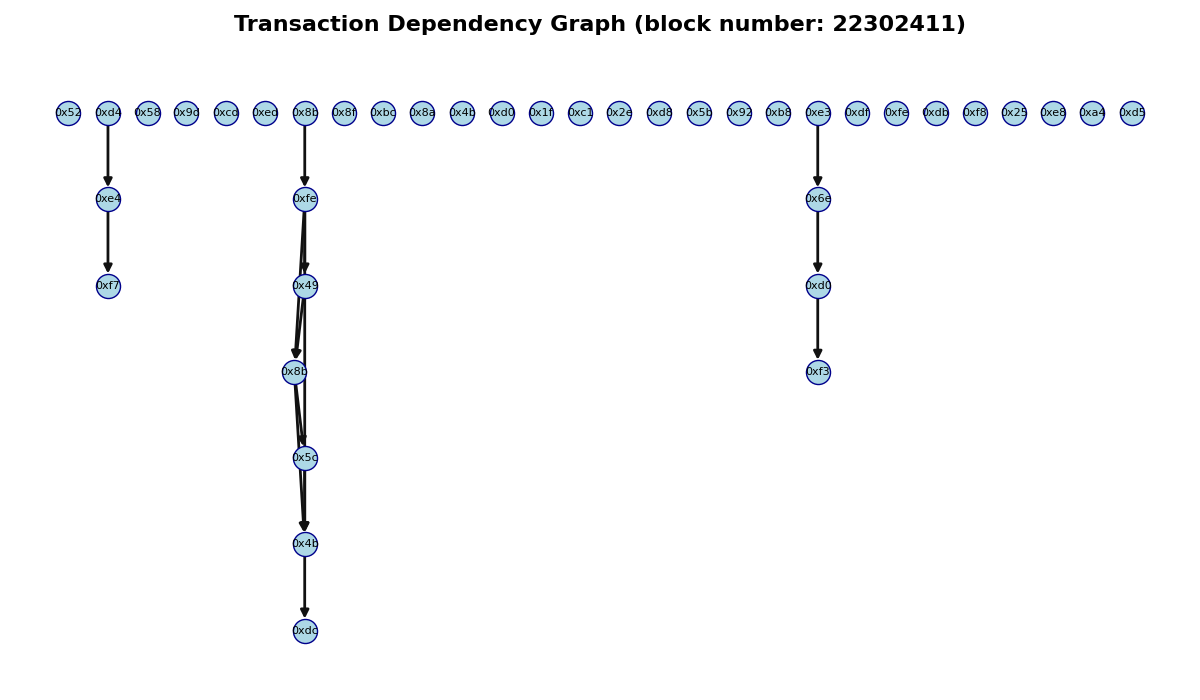 Transaction Dependency Graph (block number: 22302411)
0x52 0xd4 0x58 0x9d 0xcd 0xed 0x8b 0x8f 0xbc 0x8a 0x4b 0xd0 0x1f 0xc1 0x2e 0xd8 0x5b 0x92 0xb8 0xe3 0xdf 0xfe 0xdb 0xf8 0x25 0xe8 0xa4 0xd5
0xe4 0xfe 0x6e
0xf7 0x49 0xd0
0x8b 0xf3
0x5c
0x4b
0xdc